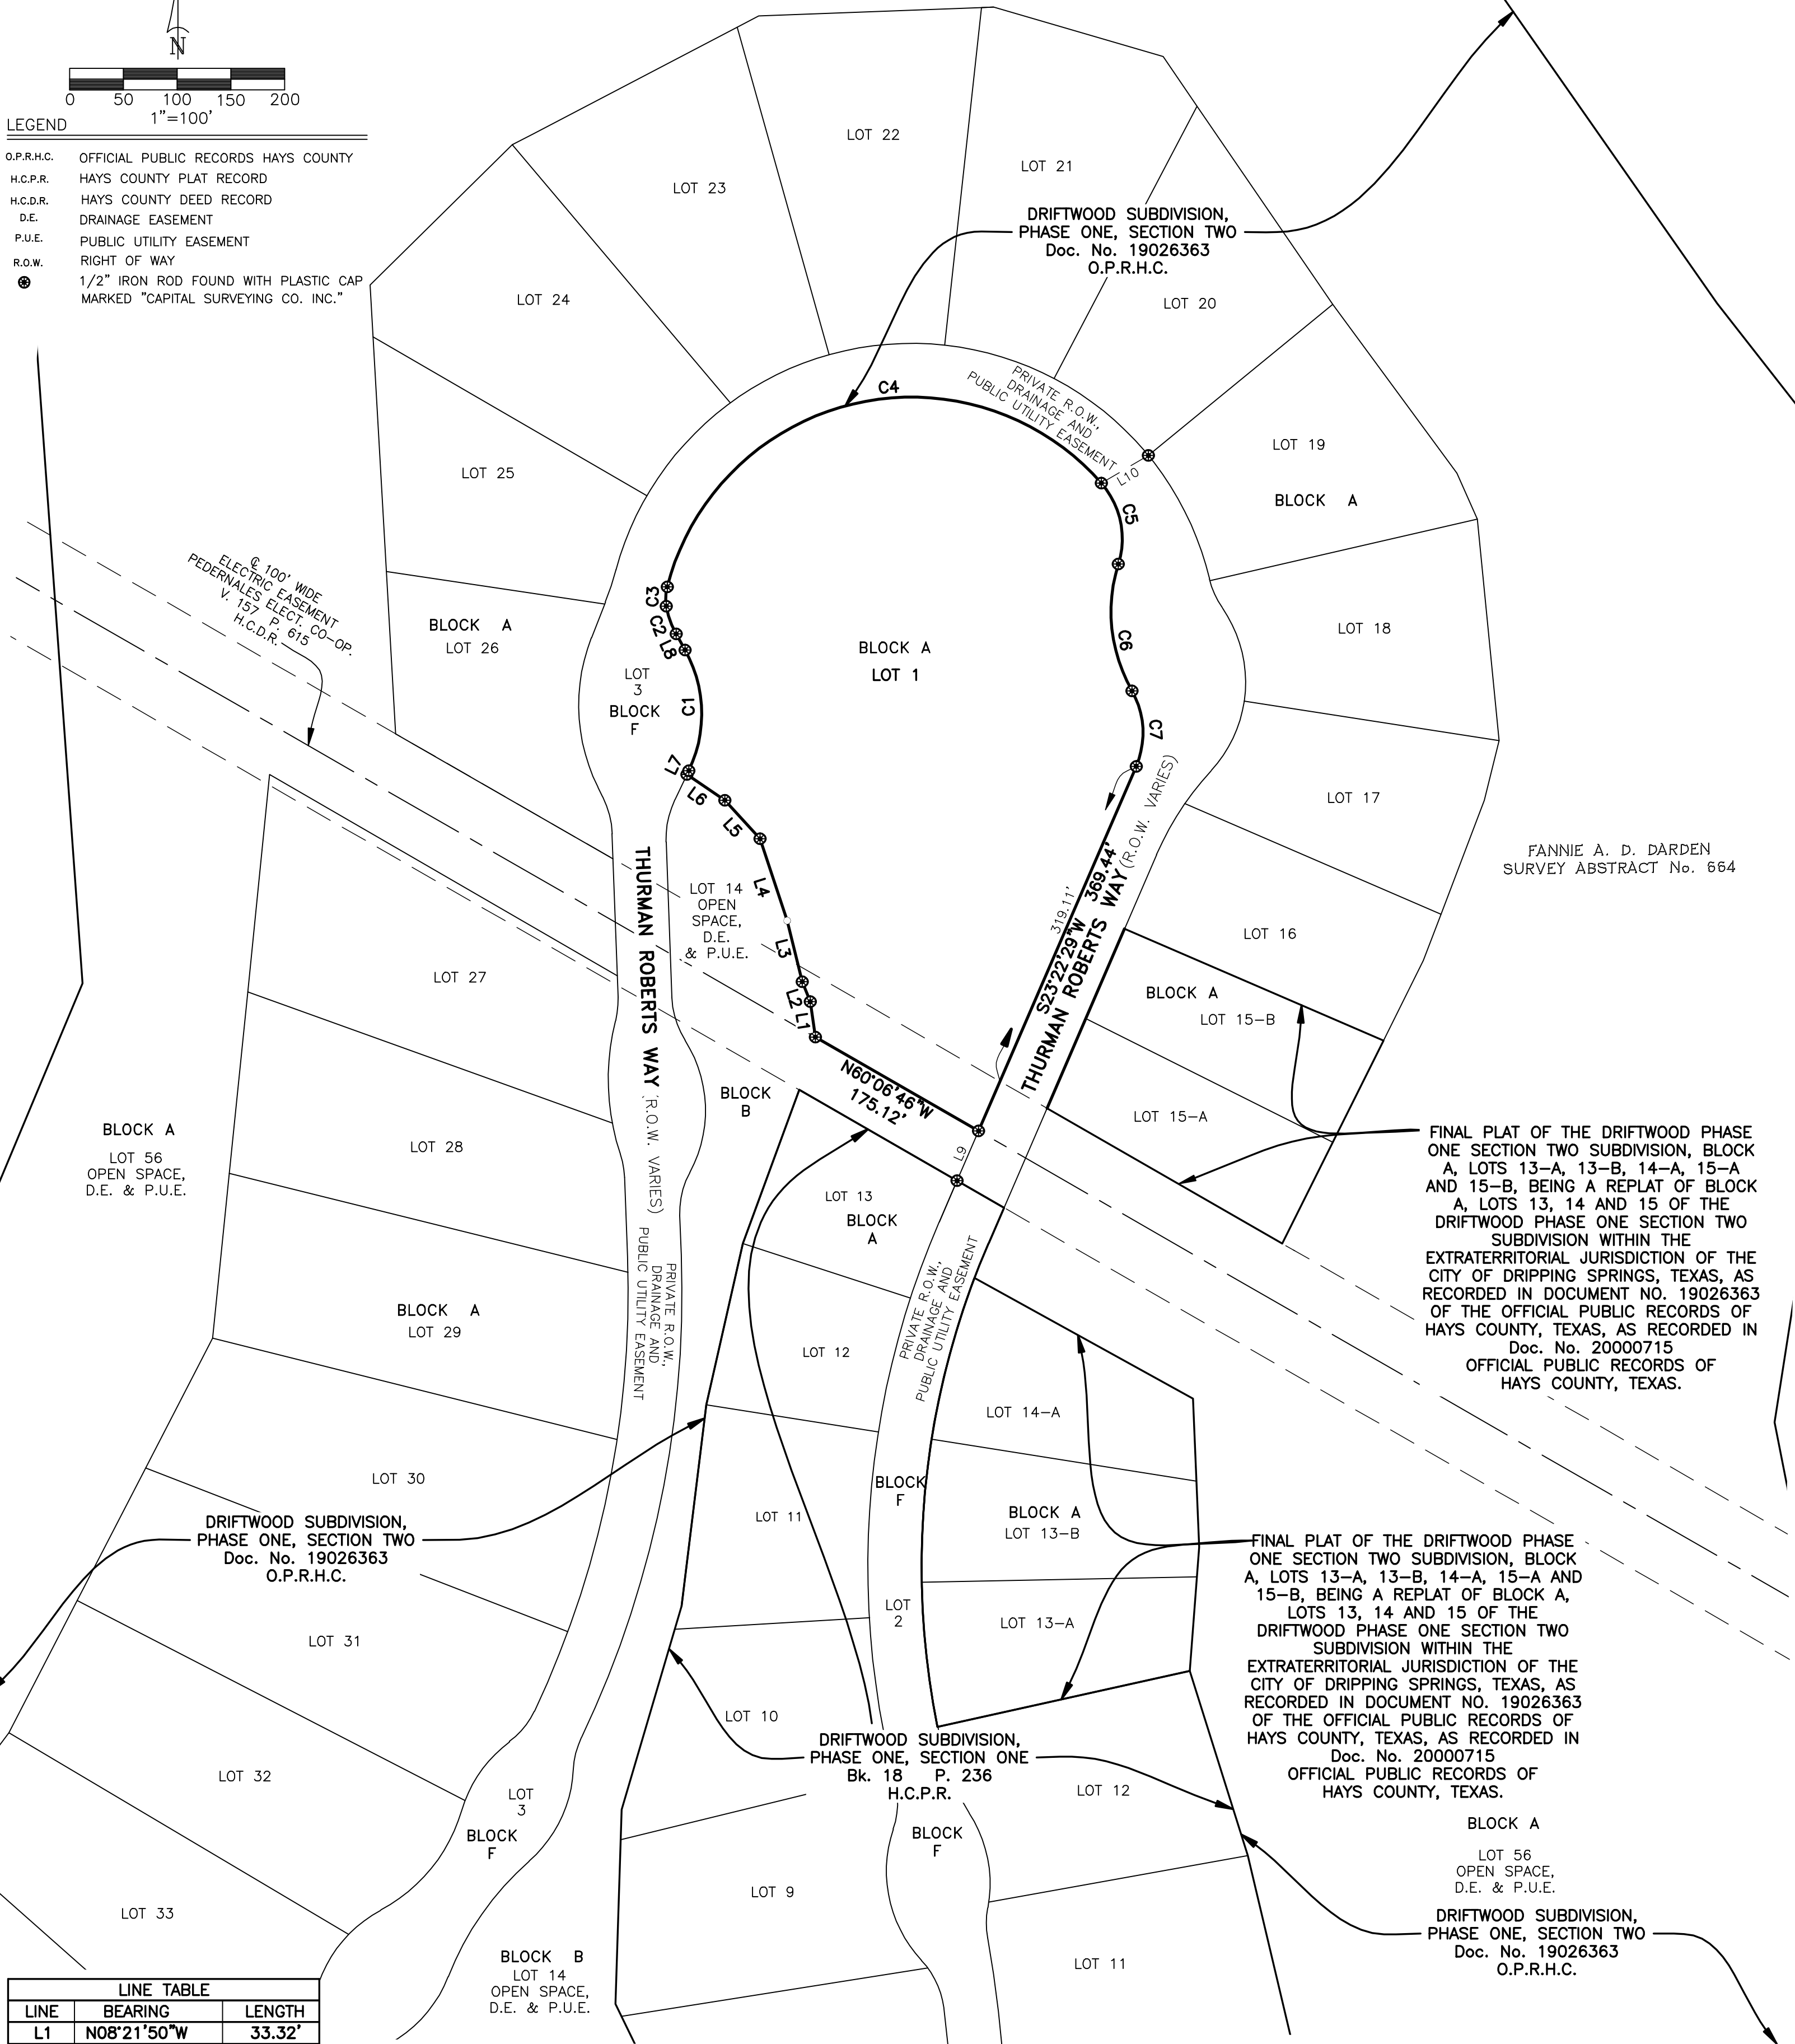 N
0 50 100 150 200
1"=100'
LEGEND
O.P.R.H.C. OFFICIAL PUBLIC RECORDS HAYS COUNTY
H.C.P.R. HAYS COUNTY PLAT RECORD
H.C.D.R. HAYS COUNTY DEED RECORD
D.E. DRAINAGE EASEMENT
P.U.E. PUBLIC UTILITY EASEMENT
R.O.W. RIGHT OF WAY
1/2" IRON ROD FOUND WITH PLASTIC CAP
MARKED "CAPITAL SURVEYING CO. INC."
LOT 22
LOT 21
LOT 23
DRIFTWOOD SUBDIVISION,
PHASE ONE, SECTION TWO
Doc. No. 19026363
O.P.R.H.C.
LOT 24
LOT 20
C4
PRIVATE R.O.W.,
DRAINAGE AND
PUBLIC UTILITY EASEMENT
L10
LOT 19
BLOCK A
LOT 25
C5
℄ 100' WIDE
ELECTRIC EASEMENT
PEDERNALES ELECT. CO-OP.
V. 157 P. 615
H.C.D.R.
C3
C2
L8
C1
L7
L6
L5
L4
L3
L2
L1
BLOCK A
LOT 26
BLOCK A
LOT 1
C6
LOT 18
LOT
3
BLOCK
F
C7
LOT 17
FANNIE A. D. DARDEN
SURVEY ABSTRACT No. 664
THURMAN ROBERTS WAY (R.O.W. VARIES)
LOT 14
OPEN
SPACE,
D.E.
& P.U.E.
319.11'
S23°22'29"W 369.44'
THURMAN ROBERTS WAY (R.O.W. VARIES)
LOT 16
LOT 27
BLOCK A
LOT 15-B
N60°06'46"W
175.12'
BLOCK
B
LOT 15-A
L9
BLOCK A
LOT 56
OPEN SPACE,
D.E. & P.U.E.
LOT 28
LOT 13
BLOCK
A
FINAL PLAT OF THE DRIFTWOOD PHASE
ONE SECTION TWO SUBDIVISION, BLOCK
A, LOTS 13-A, 13-B, 14-A, 15-A
AND 15-B, BEING A REPLAT OF BLOCK
A, LOTS 13, 14 AND 15 OF THE
DRIFTWOOD PHASE ONE SECTION TWO
SUBDIVISION WITHIN THE
EXTRATERRITORIAL JURISDICTION OF THE
CITY OF DRIPPING SPRINGS, TEXAS, AS
RECORDED IN DOCUMENT NO. 19026363
OF THE OFFICIAL PUBLIC RECORDS OF
HAYS COUNTY, TEXAS, AS RECORDED IN
Doc. No. 20000715
OFFICIAL PUBLIC RECORDS OF
HAYS COUNTY, TEXAS.
PRIVATE R.O.W.,
DRAINAGE AND
PUBLIC UTILITY EASEMENT
PRIVATE R.O.W.,
DRAINAGE AND
PUBLIC UTILITY EASEMENT
BLOCK A
LOT 29
LOT 12
LOT 14-A
LOT 30
BLOCK
F
LOT 11
BLOCK A
LOT 13-B
DRIFTWOOD SUBDIVISION,
PHASE ONE, SECTION TWO
Doc. No. 19026363
O.P.R.H.C.
LOT
2
LOT 13-A
LOT 31
FINAL PLAT OF THE DRIFTWOOD PHASE
ONE SECTION TWO SUBDIVISION, BLOCK
A, LOTS 13-A, 13-B, 14-A, 15-A AND
15-B, BEING A REPLAT OF BLOCK A,
LOTS 13, 14 AND 15 OF THE
DRIFTWOOD PHASE ONE SECTION TWO
SUBDIVISION WITHIN THE
EXTRATERRITORIAL JURISDICTION OF THE
CITY OF DRIPPING SPRINGS, TEXAS, AS
RECORDED IN DOCUMENT NO. 19026363
OF THE OFFICIAL PUBLIC RECORDS OF
HAYS COUNTY, TEXAS, AS RECORDED IN
Doc. No. 20000715
OFFICIAL PUBLIC RECORDS OF
HAYS COUNTY, TEXAS.
LOT 10
DRIFTWOOD SUBDIVISION,
PHASE ONE, SECTION ONE
Bk. 18 P. 236
H.C.P.R.
LOT 32
LOT
3
BLOCK
F
LOT 12
BLOCK
F
BLOCK A
LOT 56
OPEN SPACE,
D.E. & P.U.E.
LOT 9
LOT 33
DRIFTWOOD SUBDIVISION,
PHASE ONE, SECTION TWO
Doc. No. 19026363
O.P.R.H.C.
BLOCK B
LOT 14
OPEN SPACE,
D.E. & P.U.E.
LOT 11
LINE TABLE
LINE BEARING LENGTH
L1 N08°21'50"W 33.32'